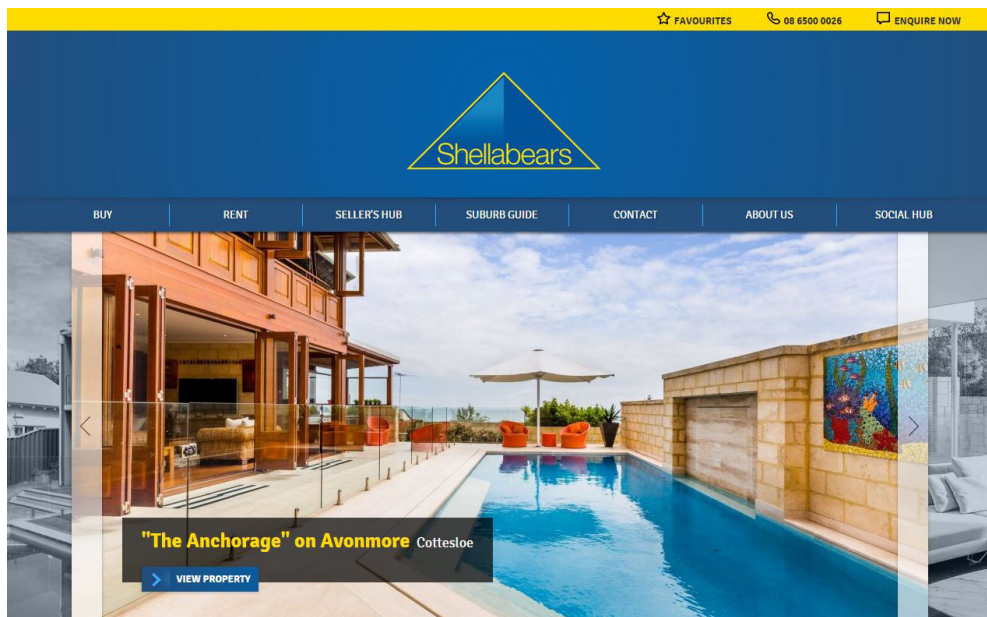 FAVOURITES 08 6500 0026 ENQUIRE NOW
Shellabears
BUY RENT SELLER'S HUB SUBURB GUIDE CONTACT ABOUT US SOCIAL HUB
"The Anchorage" on Avonmore Cottesloe
VIEW PROPERTY